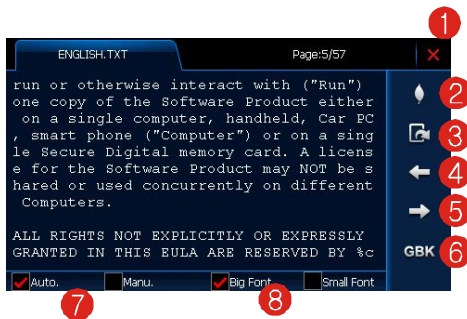 1
ENGLISH.TXT Page:5/57
run or otherwise interact with ("Run")
one copy of the Software Product either
on a single computer, handheld, Car PC
, smart phone ("Computer") or on a sing
le Secure Digital memory card. A licens
e for the Software Product may NOT be s
hared or used concurrently on different
Computers.
ALL RIGHTS NOT EXPLICITLY OR EXPRESSLY
GRANTED IN THIS EULA ARE RESERVED BY %c
2
3
4
5
GBK 6
Auto. Manu. Big Font Small Font
7 8